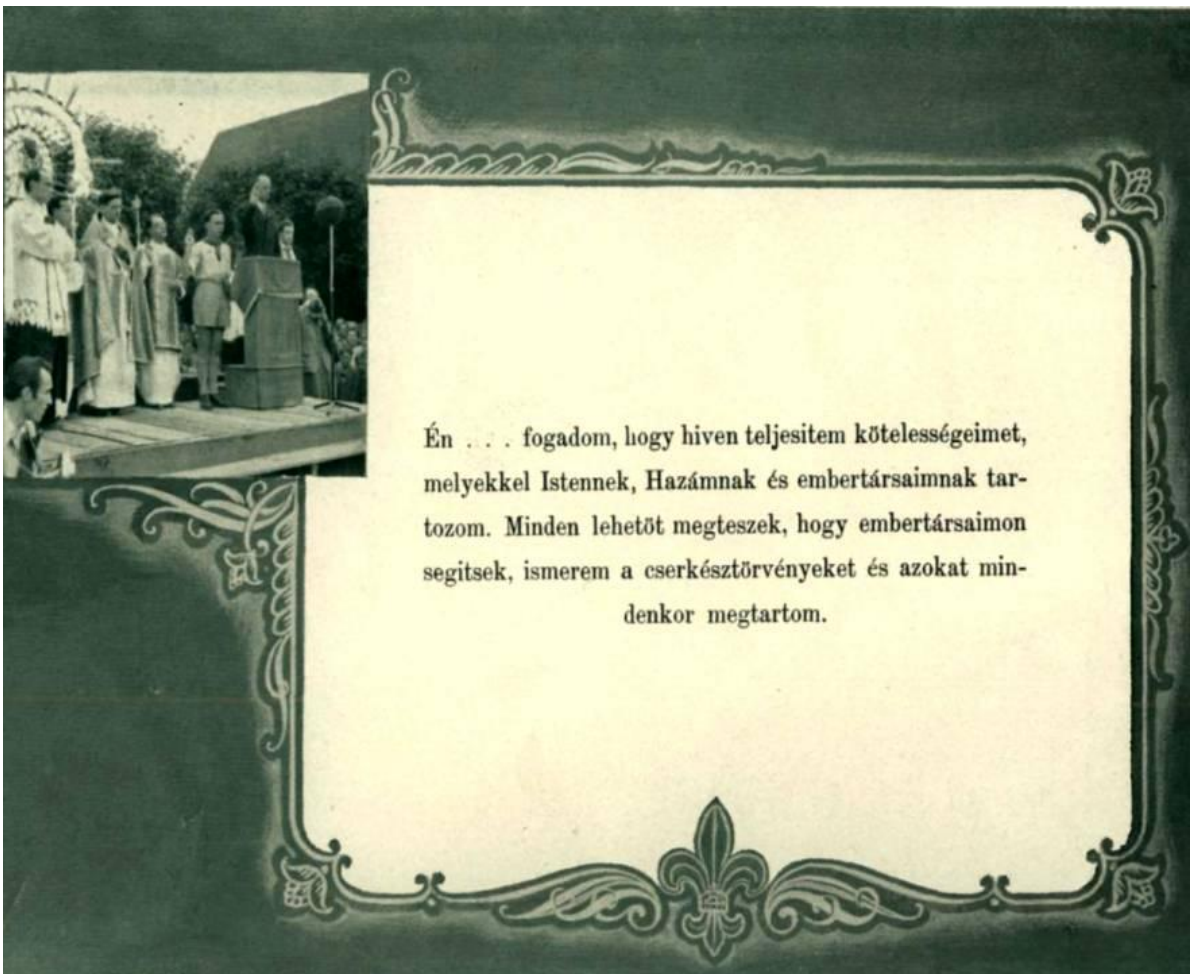 Én . . . fogadom, hogy hiven teljesitem kötelességeimet,
melyekkel Istennek, Hazámnak és embertársaimnak tar-
tozom. Minden lehetőt megteszek, hogy embertársaimon
segitsek, ismerem a cserkésztörvényeket és azokat min-
denkor megtartom.